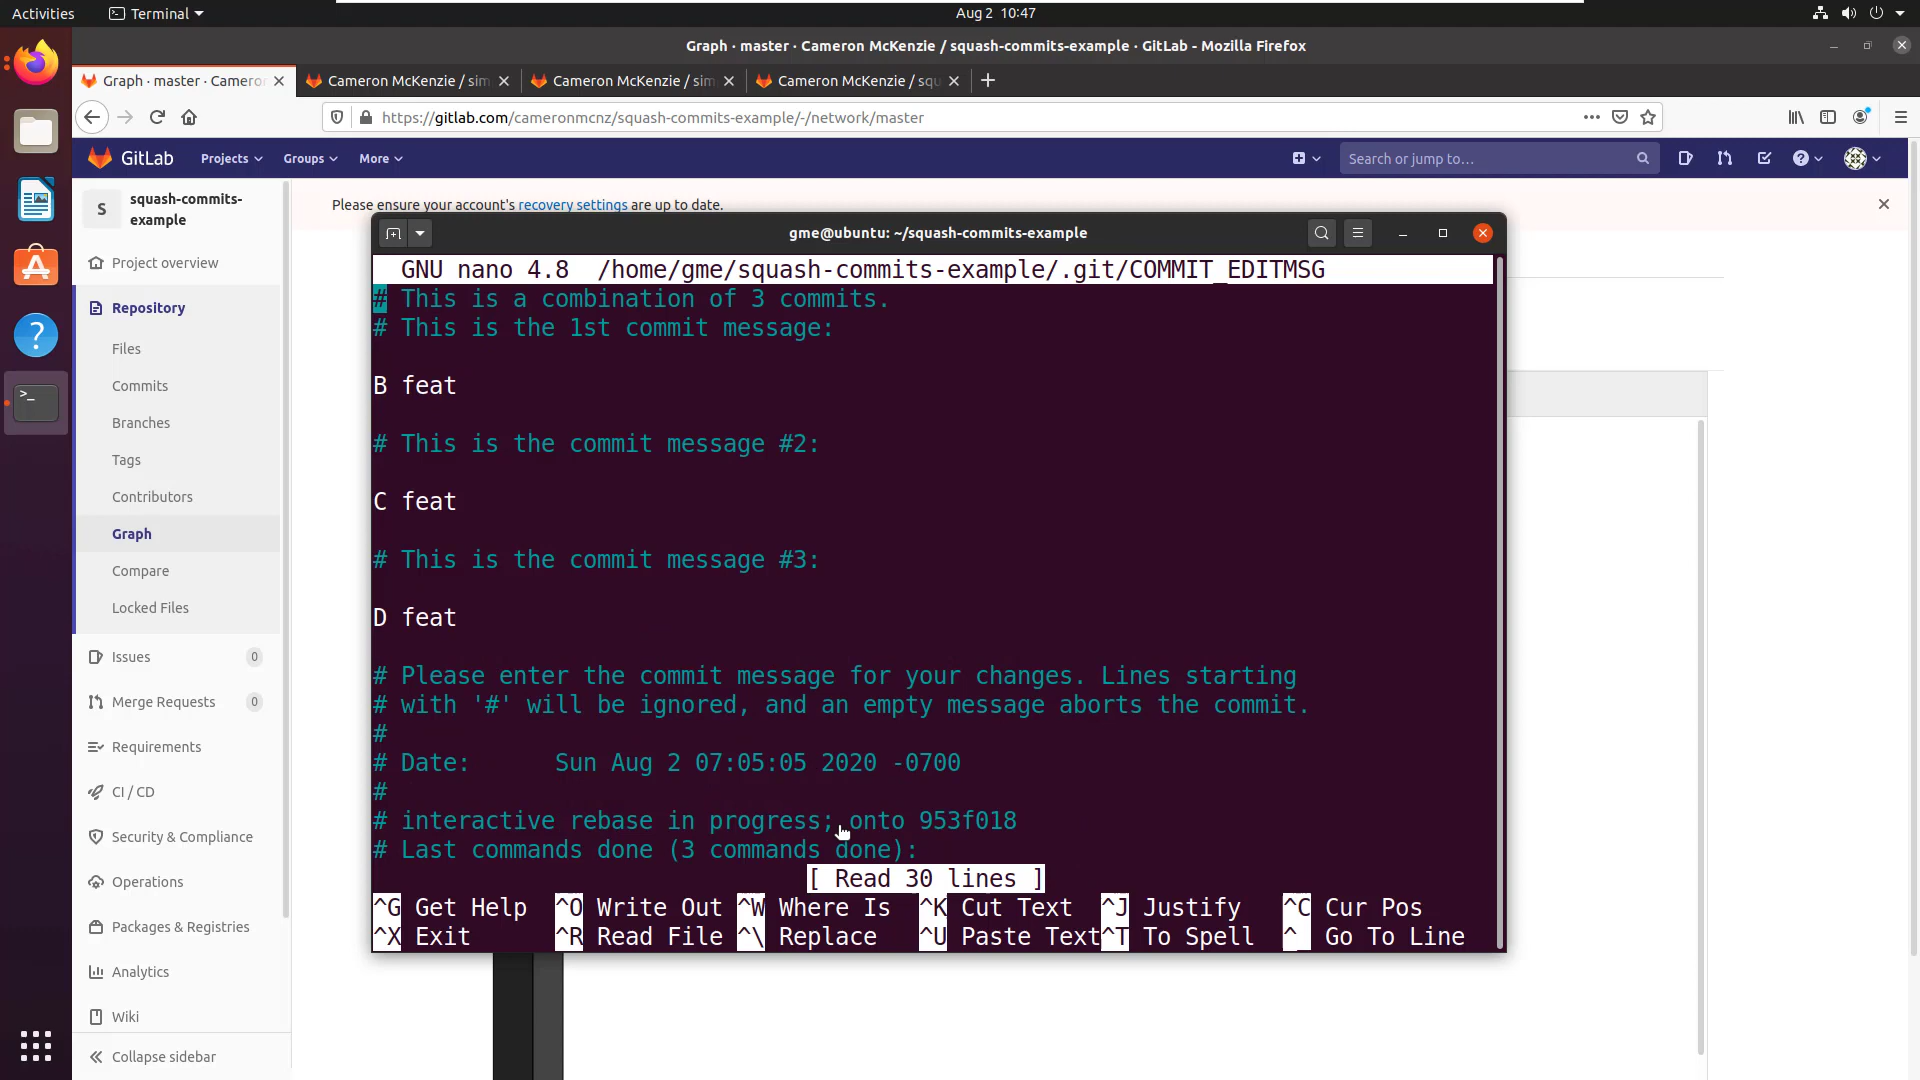 Activities
Terminal
Aug 2 10:47
Graph · master · Cameron McKenzie / squash-commits-example · GitLab - Mozilla Firefox
Graph · master · Camero
Cameron McKenzie / sim
Cameron McKenzie / sim
Cameron McKenzie / squ
https://gitlab.com/cameronmcnz/squash-commits-example/-/network/master
GitLab
Projects
Groups
More
Search or jump to...
S
squash-commits-
example
Project overview
Repository
Files
Commits
Branches
Tags
Contributors
Graph
Compare
Locked Files
Issues 0
Merge Requests 0
Requirements
CI / CD
Security & Compliance
Operations
Packages & Registries
Analytics
Wiki
Collapse sidebar
Please ensure your account's recovery settings are up to date.
gme@ubuntu: ~/squash-commits-example
GNU nano 4.8 /home/gme/squash-commits-example/.git/COMMIT_EDITMSG
# This is a combination of 3 commits.
# This is the 1st commit message:
B feat
# This is the commit message #2:
C feat
# This is the commit message #3:
D feat
# Please enter the commit message for your changes. Lines starting
# with '#' will be ignored, and an empty message aborts the commit.
#
# Date: Sun Aug 2 07:05:05 2020 -0700
#
# interactive rebase in progress; onto 953f018
# Last commands done (3 commands done):
[ Read 30 lines ]
^G Get Help ^O Write Out ^W Where Is ^K Cut Text ^J Justify ^C Cur Pos
^X Exit ^R Read File ^\ Replace ^U Paste Text ^T To Spell ^_ Go To Line